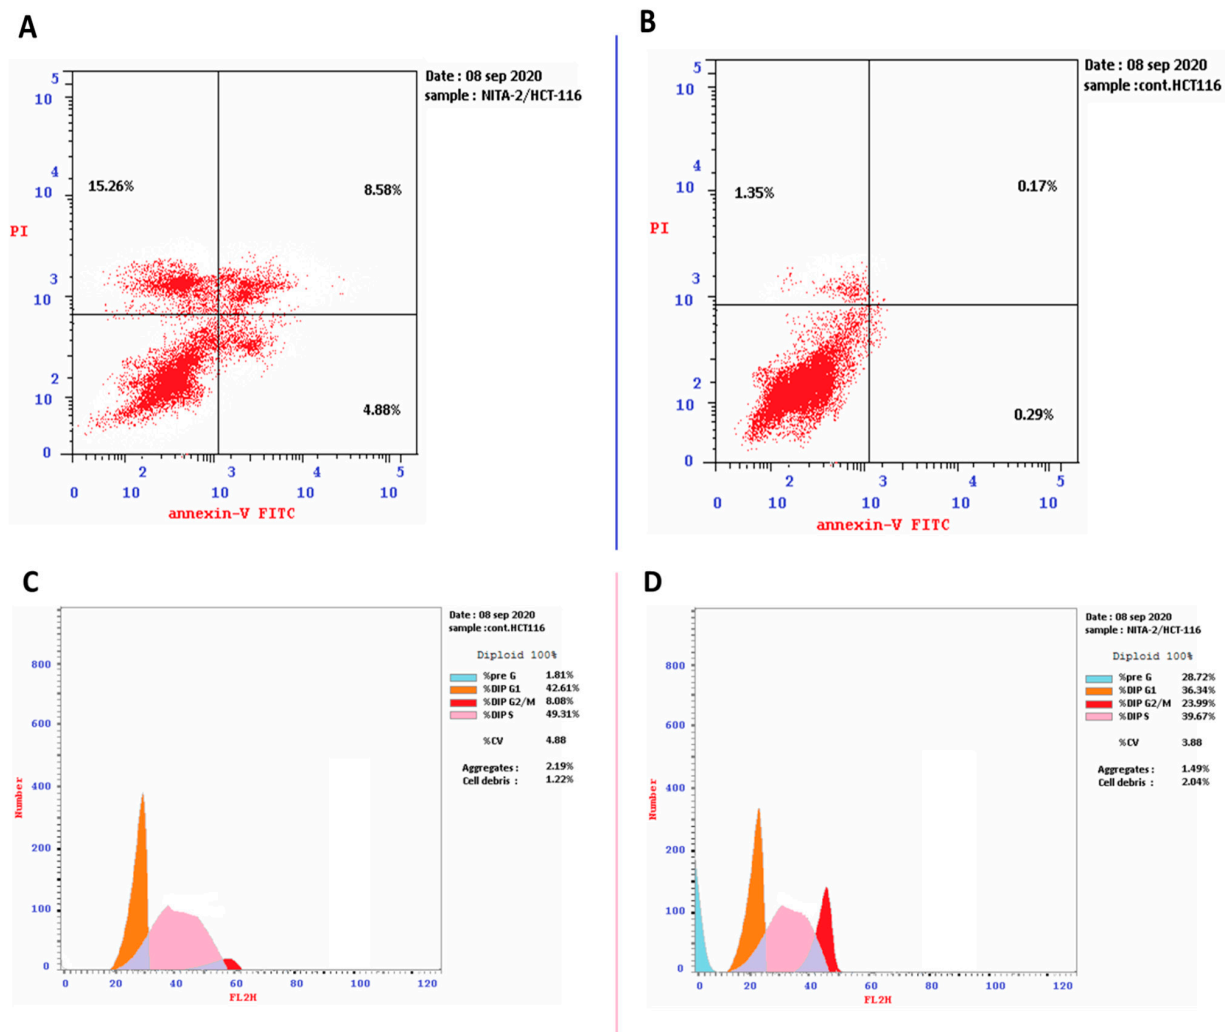 A
Date : 08 sep 2020
sample : NITA-2/HCT-116
5
10
4
10
3
10
2
10
0
PI
15.26%
8.58%
4.88%
2 3 4 5
0 10 10 10 10
annexin-V FITC
B
Date : 08 sep 2020
sample :cont.HCT116
5
10
4
10
3
10
2
10
0
PI
1.35%
0.17%
0.29%
2 3 4 5
0 10 10 10 10
annexin-V FITC
C
Date : 08 sep 2020
sample :cont.HCT116
Diploid 100%
%pre G 1.81%
%DIP G1 42.61%
%DIP G2/M 8.08%
%DIP S 49.31%
%CV 4.88
Aggregates : 2.19%
Cell debris : 1.22%
800
600
400
200
100
0
Number
0 20 40 60 80 100 120
FL2H
D
Date : 08 sep 2020
sample : NITA-2/HCT-116
Diploid 100%
%pre G 28.72%
%DIP G1 36.34%
%DIP G2/M 23.99%
%DIP S 39.67%
%CV 3.88
Aggregates : 1.49%
Cell debris : 2.04%
800
600
400
200
100
0
Number
0 20 40 60 80 100 120
FL2H